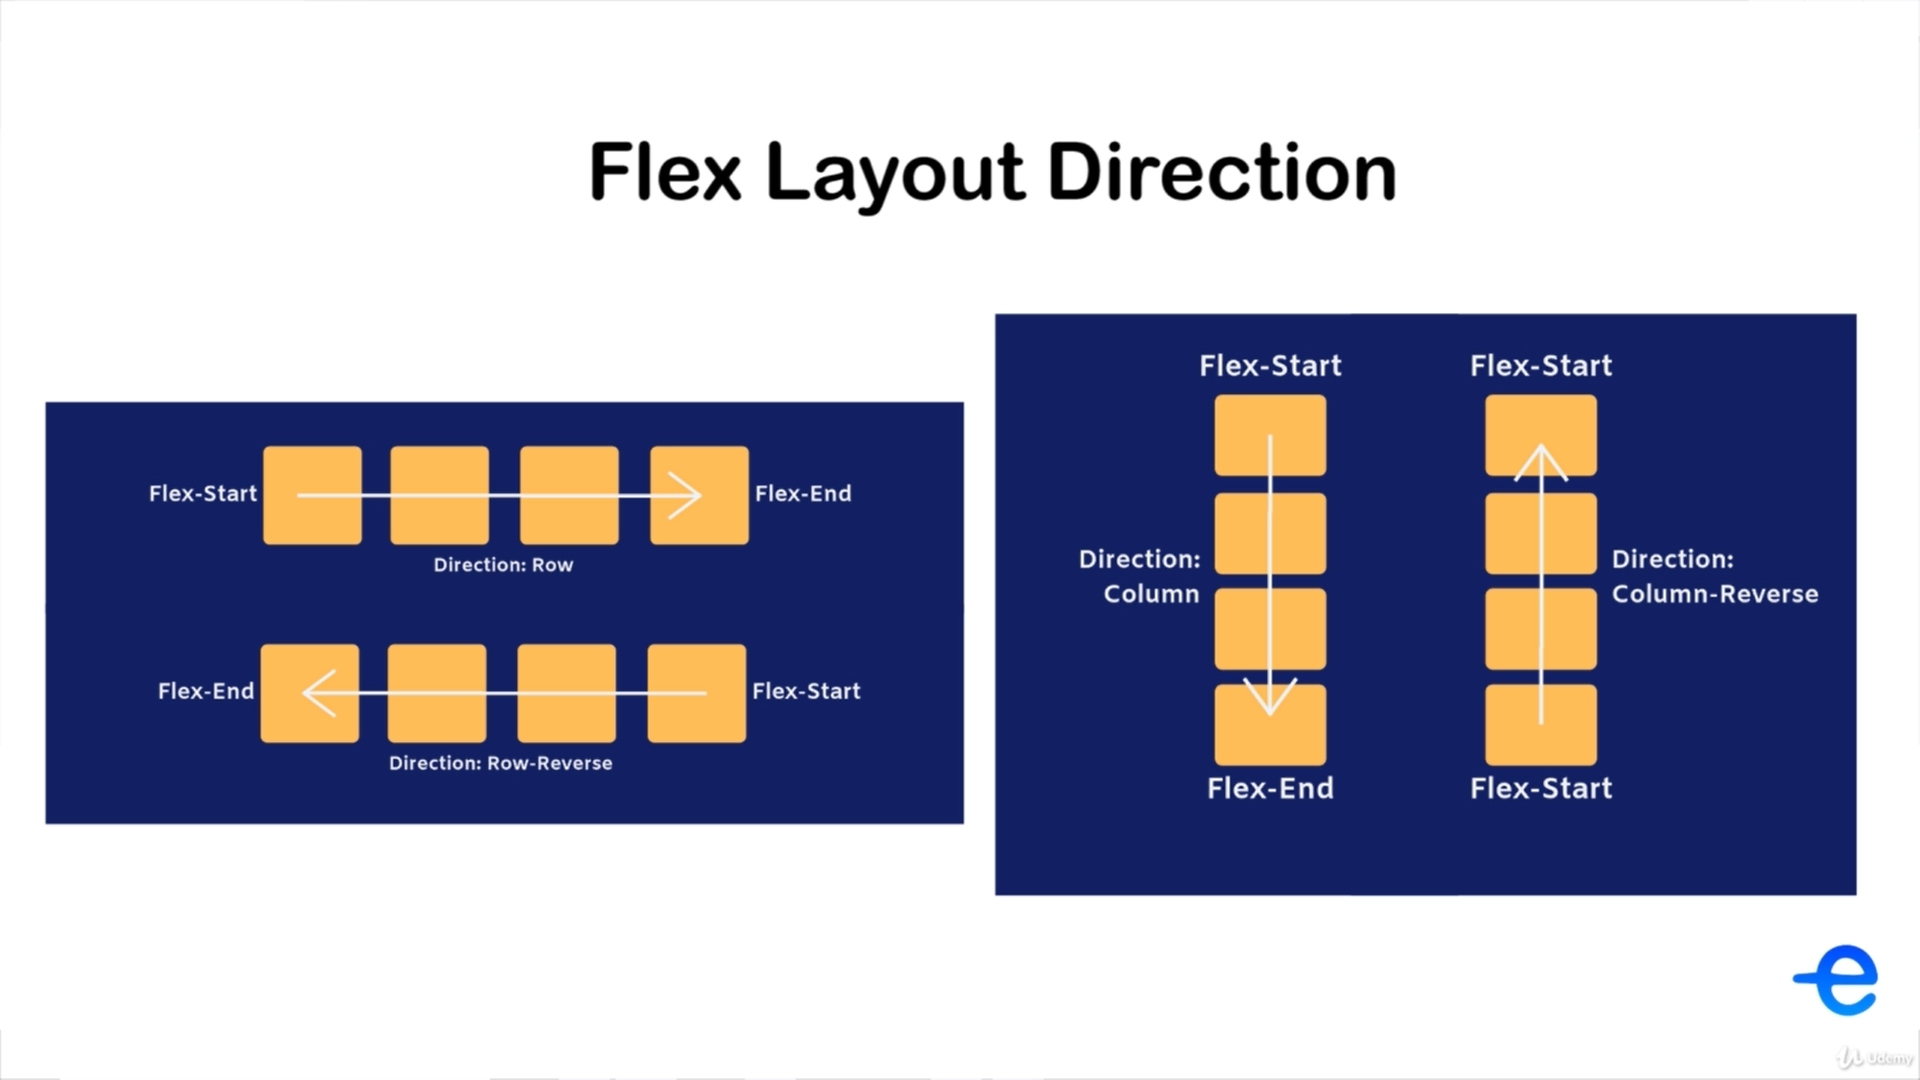 Flex Layout Direction
Flex-Start
Flex-End
Direction: Row
Flex-End
Flex-Start
Direction: Row-Reverse
Flex-Start
Direction:
Column
Flex-End
Flex-Start
Direction:
Column-Reverse
Flex-Start
e
Udemy